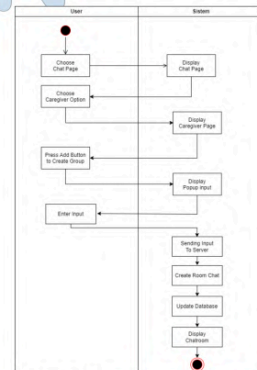 User Sistem
Choose
Chat Page
Display
Chat Page
Choose
Caregiver Option
Display
Caregiver Page
Press Add Button
to Create Group
Display
Popup input
Enter Input
Sending Input
To Server
Create Room Chat
Update Database
Display
Chatroom